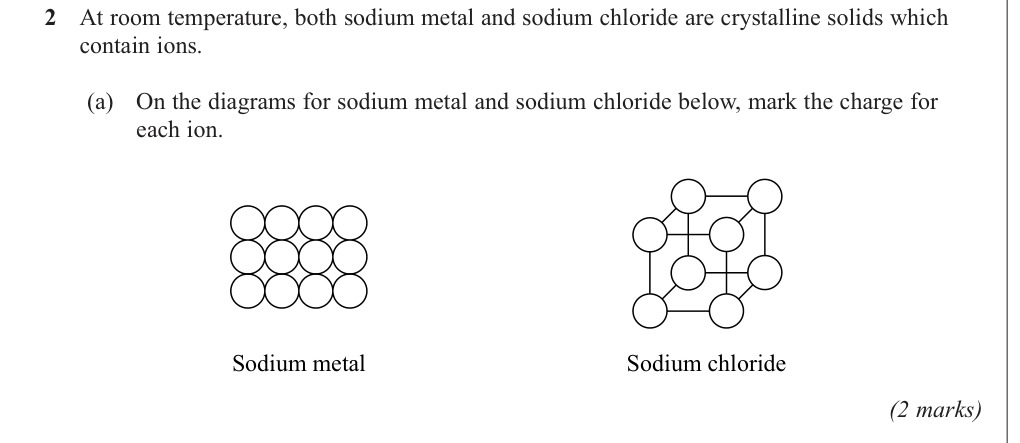 2 At room temperature, both sodium metal and sodium chloride are crystalline solids which
contain ions.
(a) On the diagrams for sodium metal and sodium chloride below, mark the charge for
each ion.
Sodium metal
Sodium chloride
(2 marks)